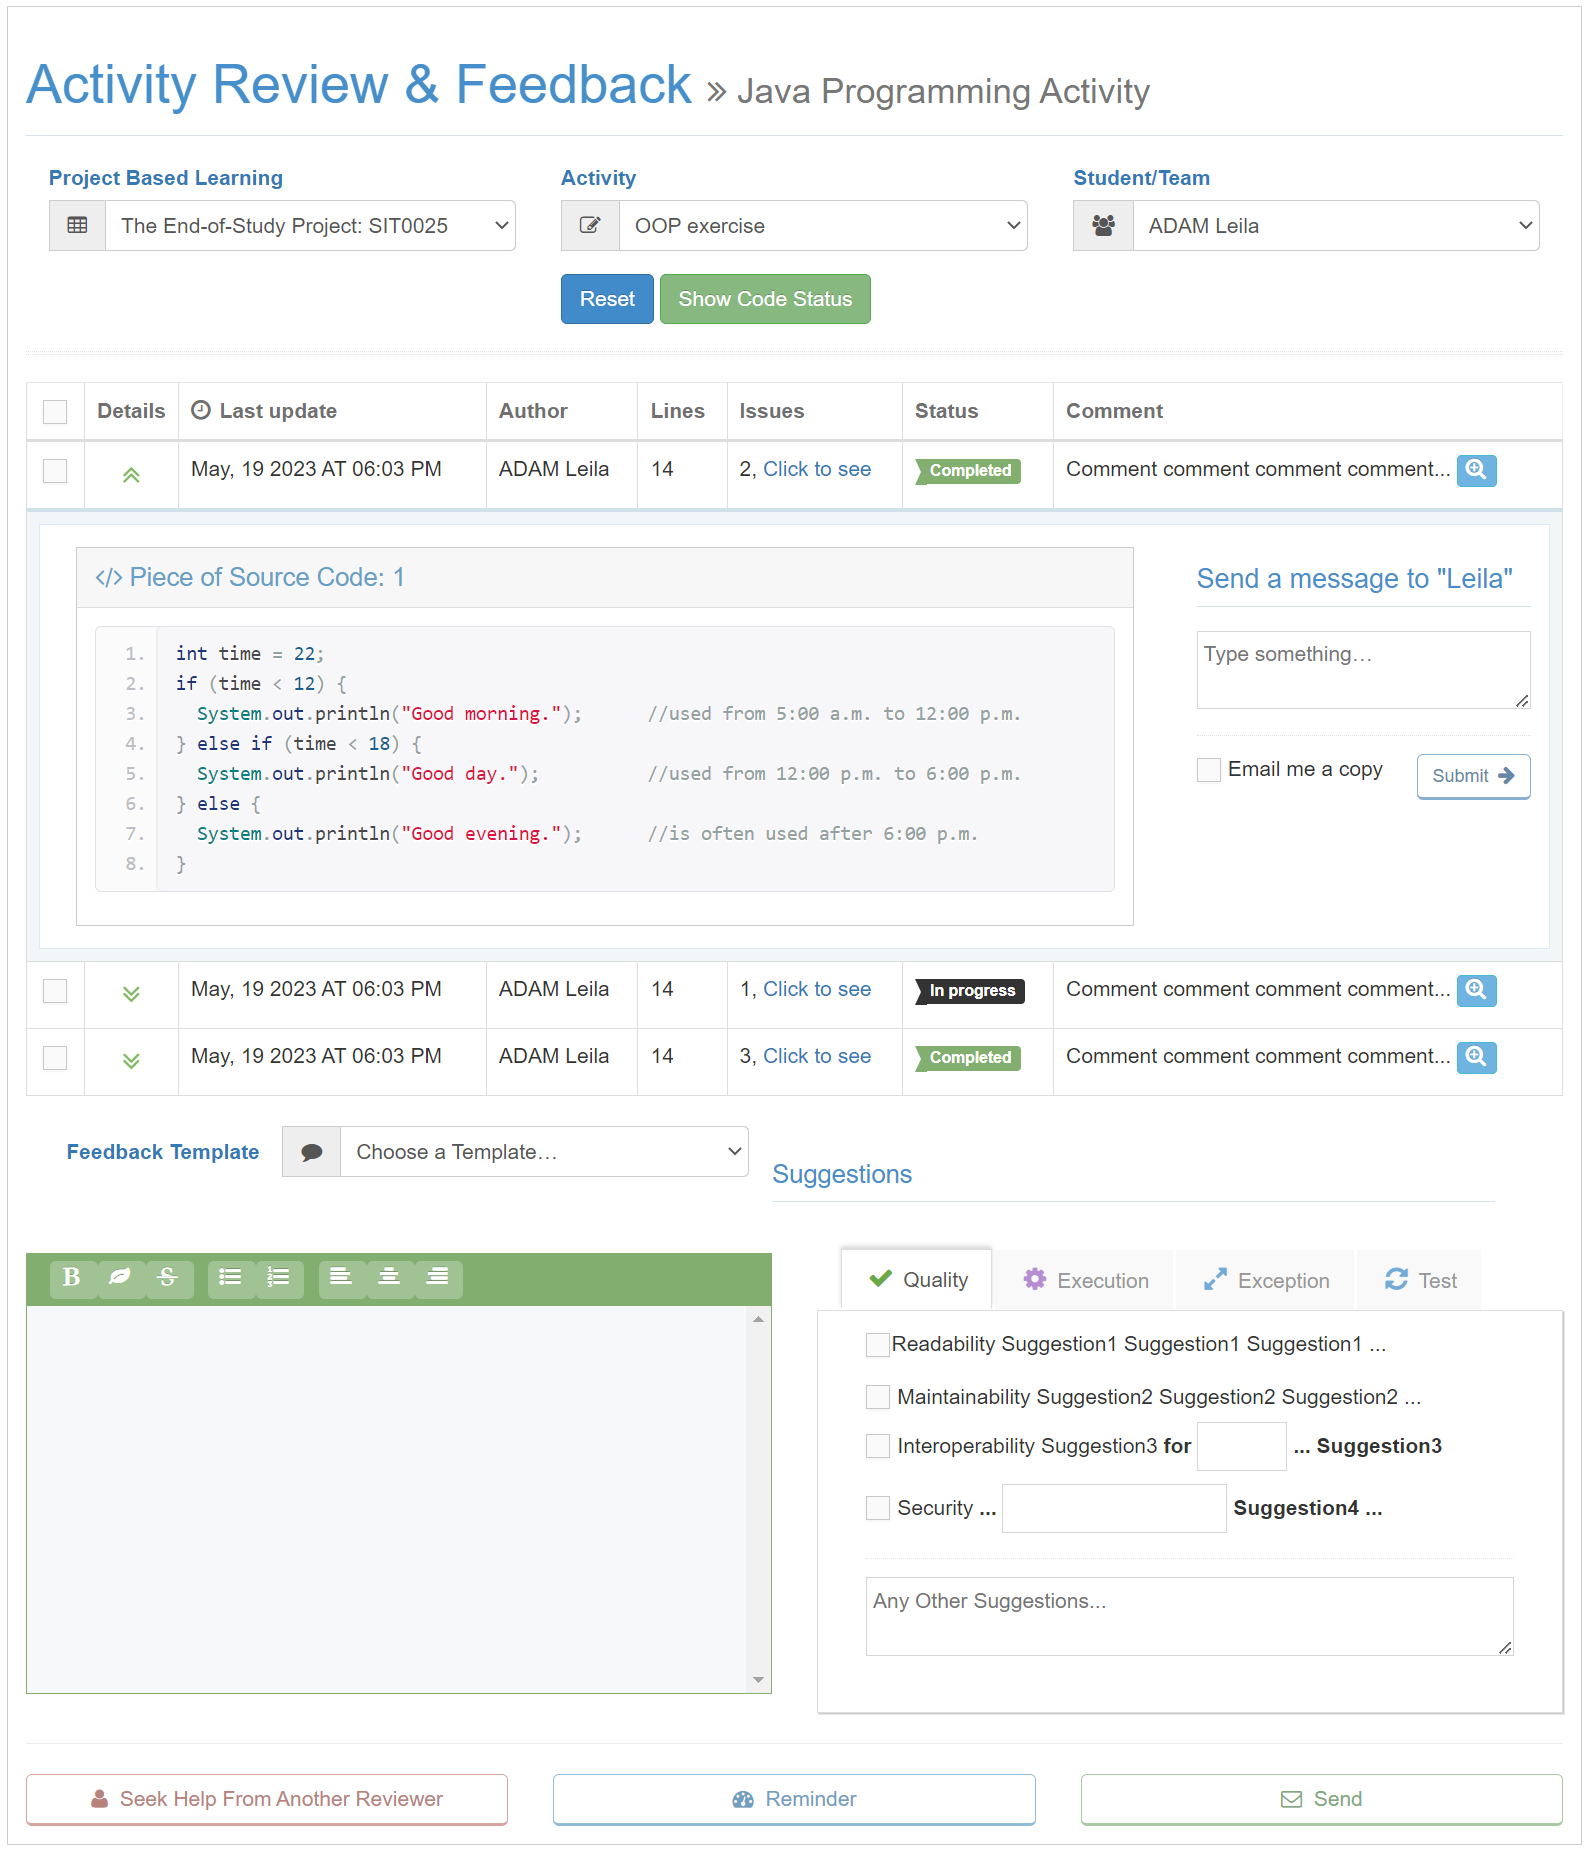 Activity Review & Feedback » Java Programming Activity
Project Based Learning
Activity
Student/Team
The End-of-Study Project: SIT0025
OOP exercise
ADAM Leila
Reset
Show Code Status
Details
Last update
Author
Lines
Issues
Status
Comment
May, 19 2023 AT 06:03 PM
ADAM Leila
14
2, Click to see
Completed
Comment comment comment comment...
</> Piece of Source Code: 1
1. int time = 22;
2. if (time < 12) {
3. System.out.println("Good morning."); //used from 5:00 a.m. to 12:00 p.m.
4. } else if (time < 18) {
5. System.out.println("Good day."); //used from 12:00 p.m. to 6:00 p.m.
6. } else {
7. System.out.println("Good evening."); //is often used after 6:00 p.m.
8. }
Send a message to "Leila"
Type something...
Email me a copy
Submit
May, 19 2023 AT 06:03 PM
ADAM Leila
14
1, Click to see
In progress
Comment comment comment comment...
May, 19 2023 AT 06:03 PM
ADAM Leila
14
3, Click to see
Completed
Comment comment comment comment...
Feedback Template
Choose a Template...
Suggestions
B
S
Quality
Execution
Exception
Test
Readability Suggestion1 Suggestion1 Suggestion1 ...
Maintainability Suggestion2 Suggestion2 Suggestion2 ...
Interoperability Suggestion3 for ... Suggestion3
Security ... Suggestion4 ...
Any Other Suggestions...
Seek Help From Another Reviewer
Reminder
Send